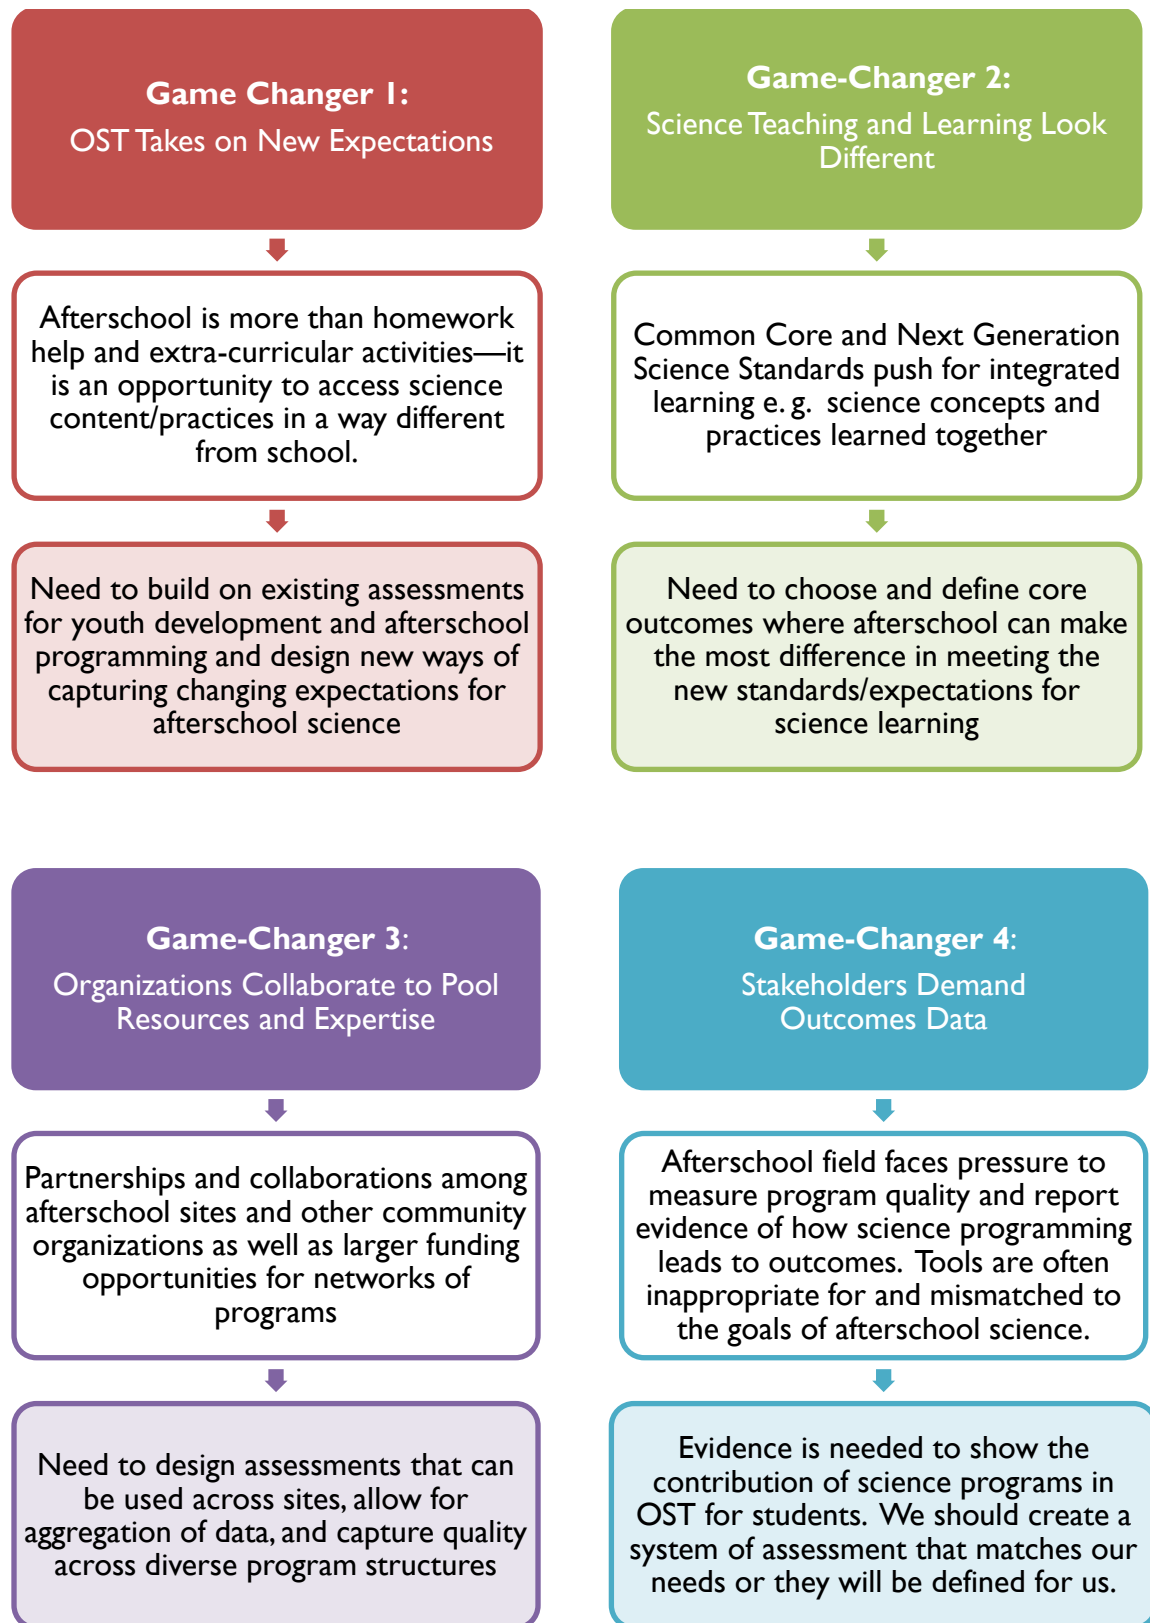 Game Changer 1:
OST Takes on New Expectations
Afterschool is more than homework
help and extra-curricular activities—it
is an opportunity to access science
content/practices in a way different
from school.
Need to build on existing assessments
for youth development and afterschool
programming and design new ways of
capturing changing expectations for
afterschool science
Game-Changer 2:
Science Teaching and Learning Look
Different
Common Core and Next Generation
Science Standards push for integrated
learning e. g. science concepts and
practices learned together
Need to choose and define core
outcomes where afterschool can make
the most difference in meeting the
new standards/expectations for
science learning
Game-Changer 3:
Organizations Collaborate to Pool
Resources and Expertise
Partnerships and collaborations among
afterschool sites and other community
organizations as well as larger funding
opportunities for networks of
programs
Need to design assessments that can
be used across sites, allow for
aggregation of data, and capture quality
across diverse program structures
Game-Changer 4:
Stakeholders Demand
Outcomes Data
Afterschool field faces pressure to
measure program quality and report
evidence of how science programming
leads to outcomes. Tools are often
inappropriate for and mismatched to
the goals of afterschool science.
Evidence is needed to show the
contribution of science programs in
OST for students. We should create a
system of assessment that matches our
needs or they will be defined for us.